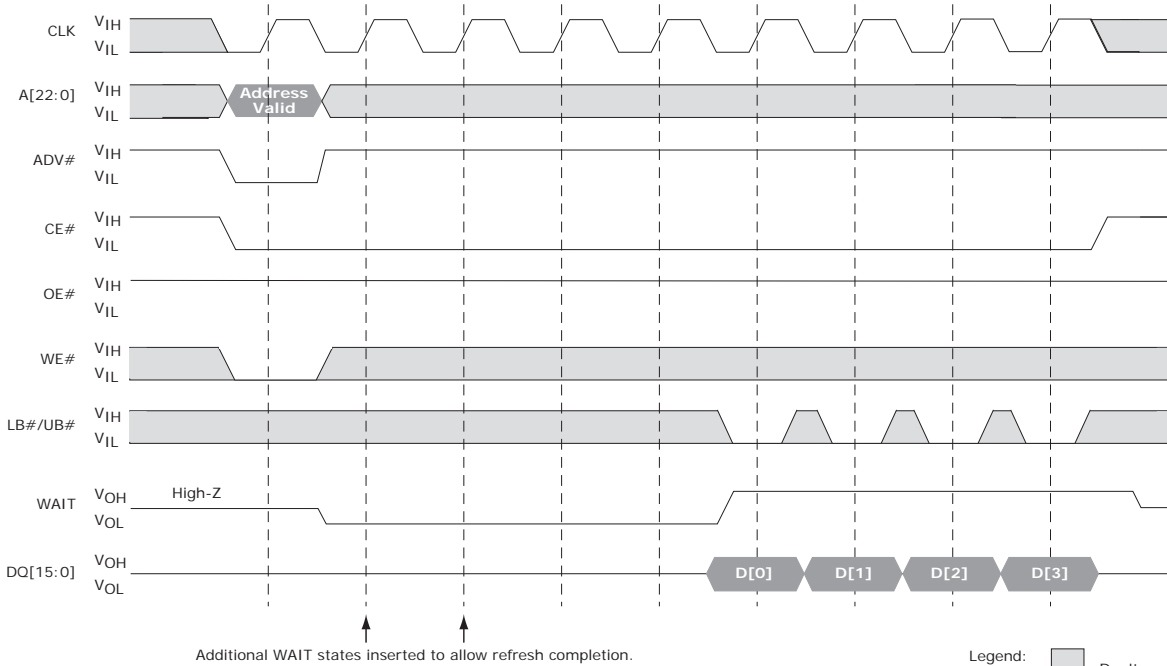 CLK VIH
VIL
A[22:0] VIH
VIL
Address
Valid
ADV# VIH
VIL
CE# VIH
VIL
OE# VIH
VIL
WE# VIH
VIL
LB#/UB# VIH
VIL
WAIT VOH
VOL
High-Z
DQ[15:0] VOH
VOL
D[0] D[1] D[2] D[3]
Additional WAIT states inserted to allow refresh completion.
Legend: